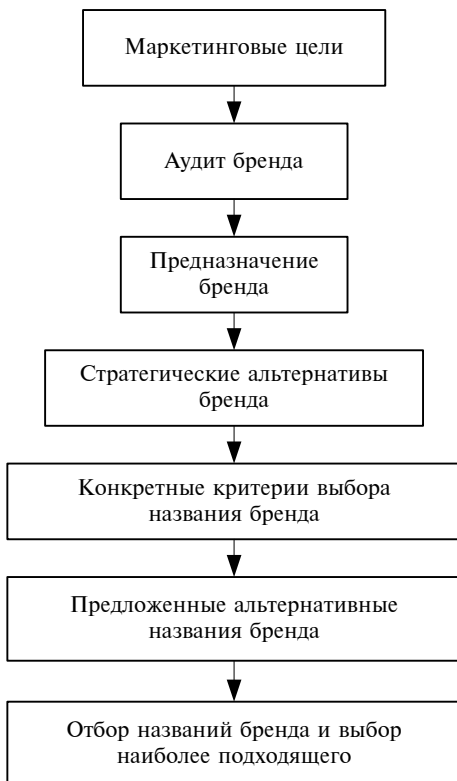 Маркетинговые цели
Аудит бренда
Предназначение
бренда
Стратегические альтернативы
бренда
Конкретные критерии выбора
названия бренда
Предложенные альтернативные
названия бренда
Отбор названий бренда и выбор
наиболее подходящего